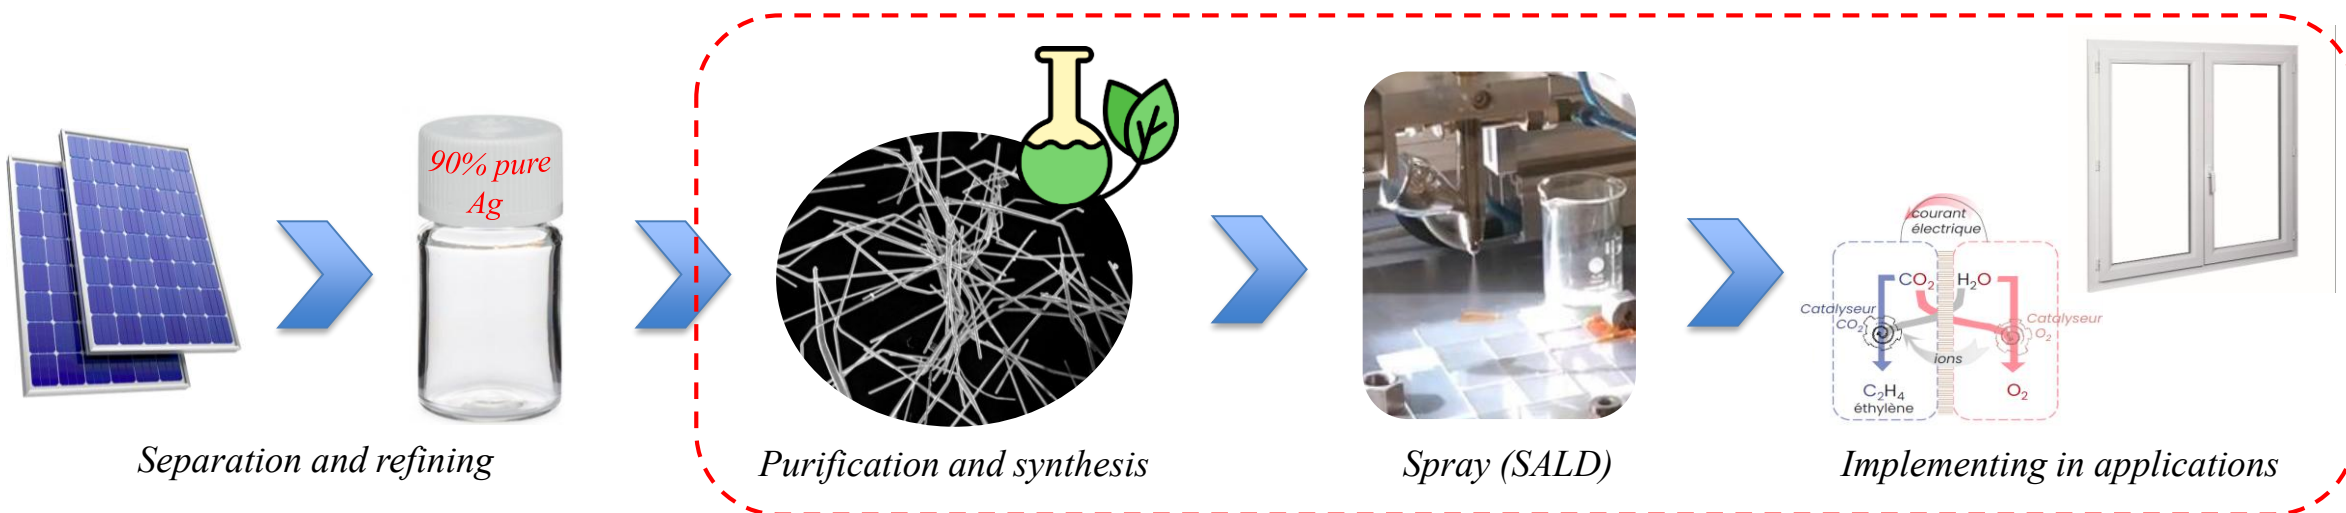 90% pure
Ag
courant
électrique
CO₂
H₂O
Catalyseur
CO₂
Catalyseur
O₂
ions
C₂H₄
éthylène
O₂
Separation and refining
Purification and synthesis
Spray (SALD)
Implementing in applications